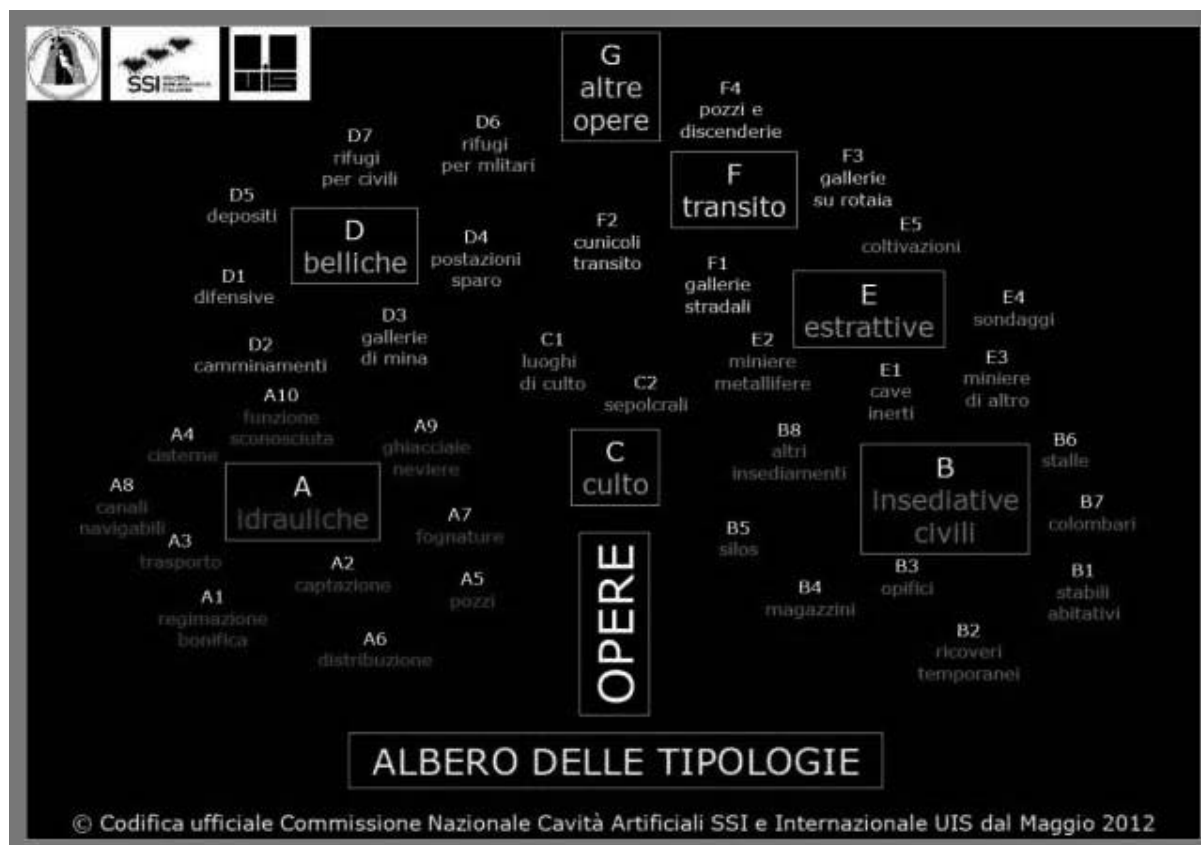 SSI
UIS
G
altre
opere
F4
pozzi e
discenderie
D6
rifugi
per mlitari
D7
rifugi
per civili
F3
gallerie
su rotaia
F
transito
D5
depositi
D
belliche
D4
postazioni
sparo
F2
cunicoli
transito
E5
coltivazioni
F1
gallerie
stradali
D1
difensive
E
estrattive
E4
sondaggi
D3
gallerie
di mina
D2
camminamenti
C1
luoghi
di culto
E2
miniere
metallifere
E3
miniere
di altro
E1
cave
inerti
C2
sepolcrali
A10
funzione
sconosciuta
A9
ghiacciaie
neviere
A4
cisterne
C
culto
B8
altri
insediamenti
B
insediative
civili
B6
stalle
A
idrauliche
A8
canali
navigabili
B7
colombari
A7
fognature
B5
silos
A3
trasporto
A2
captazione
A5
pozzi
B3
opifici
B4
magazzini
B1
stabili
abitativi
A1
regimazione
bonifica
A6
distribuzione
B2
ricoveri
temporanei
OPERE
ALBERO DELLE TIPOLOGIE
© Codifica ufficiale Commissione Nazionale Cavità Artificiali SSI e Internazionale UIS dal Maggio 2012